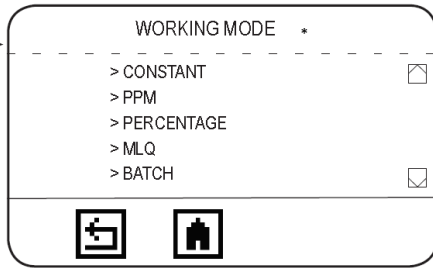 WORKING MODE *
> CONSTANT
> PPM
> PERCENTAGE
> MLQ
> BATCH